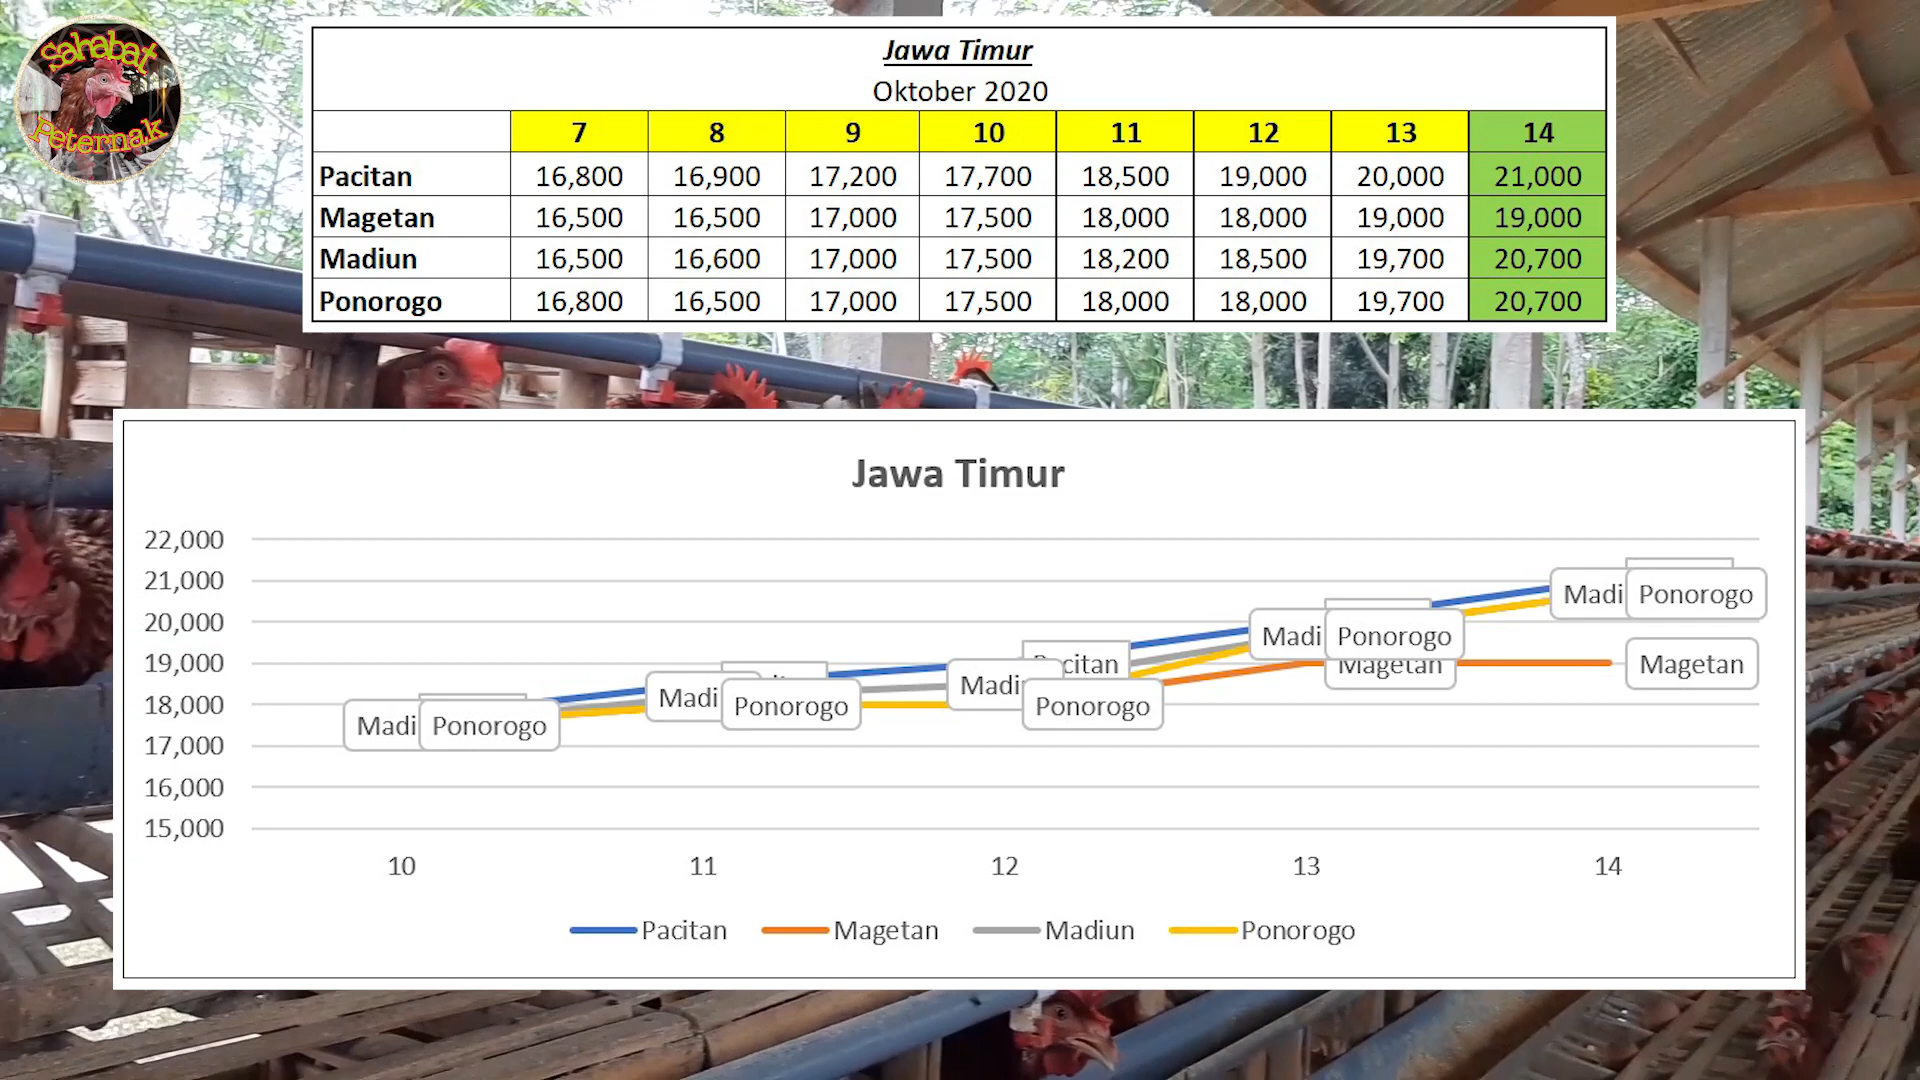 Sahabat
Peternak
Jawa Timur
Oktober 2020
7 8 9 10 11 12 13 14
Pacitan 16,800 16,900 17,200 17,700 18,500 19,000 20,000 21,000
Magetan 16,500 16,500 17,000 17,500 18,000 18,000 19,000 19,000
Madiun 16,500 16,600 17,000 17,500 18,200 18,500 19,700 20,700
Ponorogo 16,800 16,500 17,000 17,500 18,000 18,000 19,700 20,700
Jawa Timur
22,000
21,000 Madi Ponorogo
20,000 Madi Ponorogo
19,000 Pacitan Magetan Magetan
18,000 Madi Ponorogo Madi Ponorogo
17,000 Madi Ponorogo
16,000
15,000
10 11 12 13 14
Pacitan Magetan Madiun Ponorogo